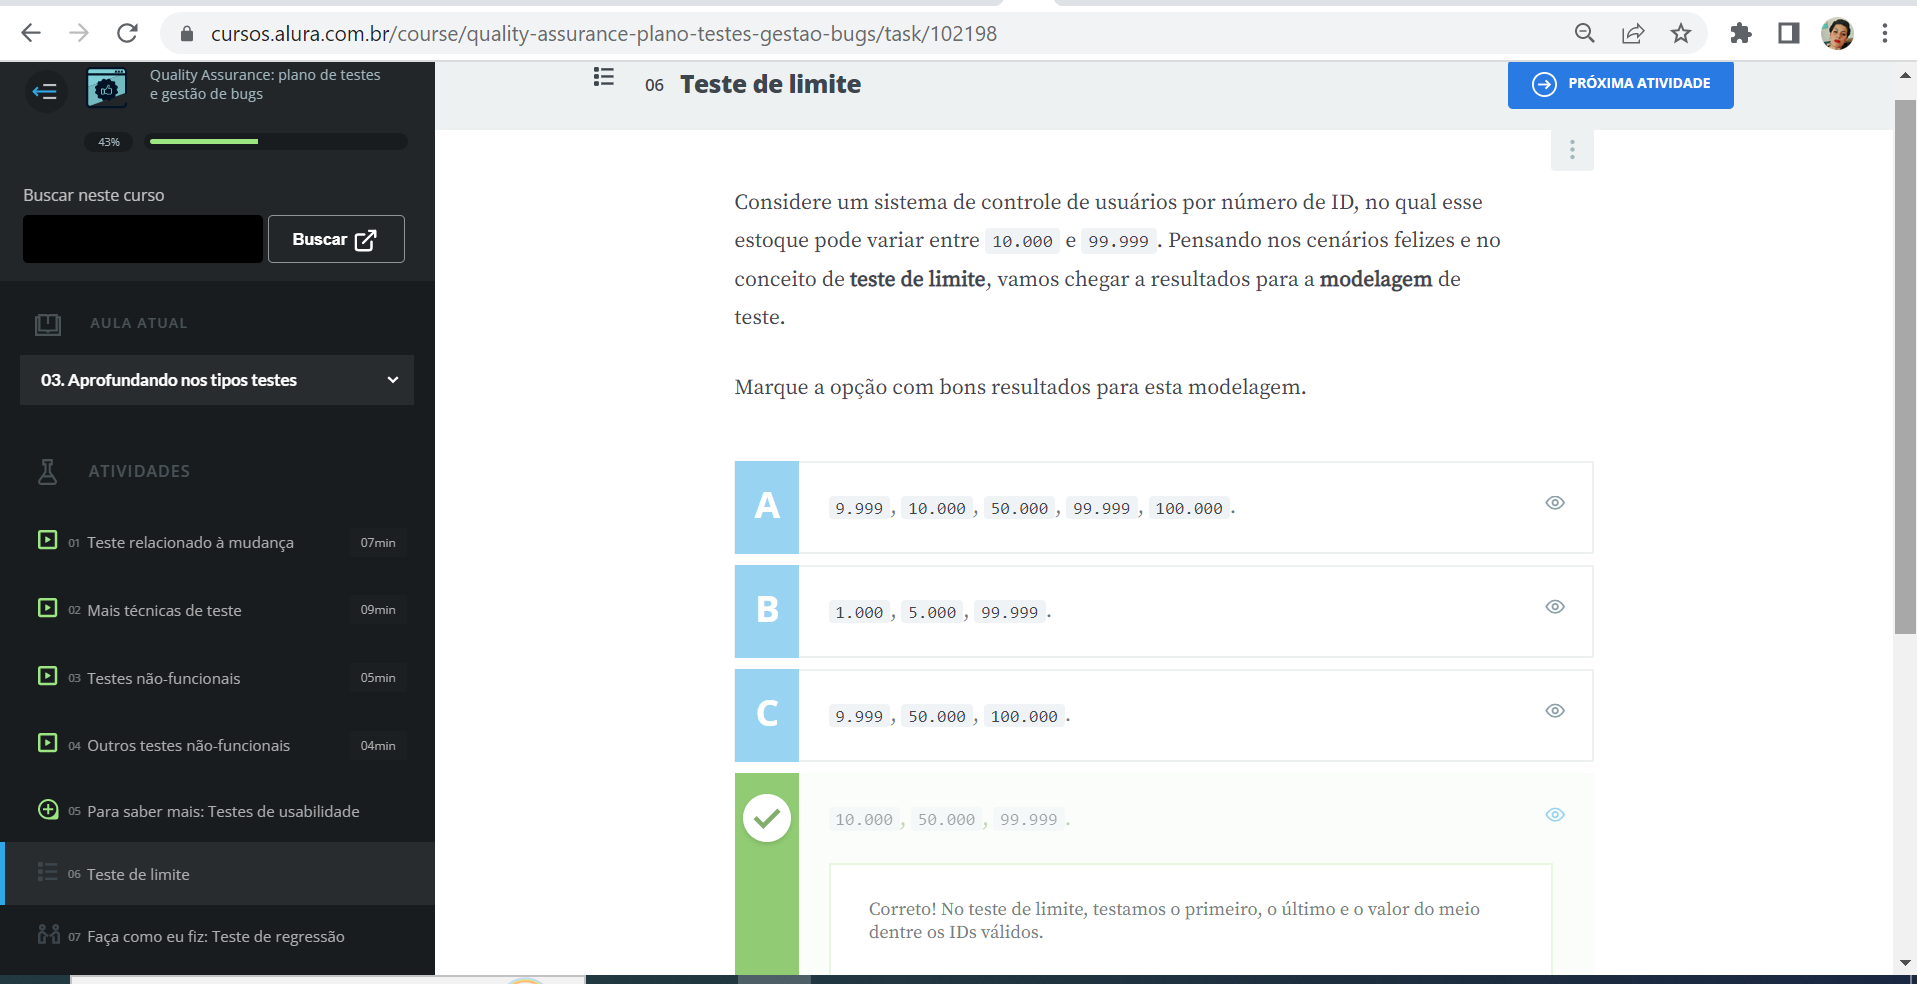 cursos.alura.com.br/course/quality-assurance-plano-testes-gestao-bugs/task/102198
Quality Assurance: plano de testes
e gestão de bugs
43%
Buscar neste curso
Buscar
AULA ATUAL
03. Aprofundando nos tipos testes
ATIVIDADES
01 Teste relacionado à mudança 07min
02 Mais técnicas de teste 09min
03 Testes não-funcionais 05min
04 Outros testes não-funcionais 04min
05 Para saber mais: Testes de usabilidade
06 Teste de limite
07 Faça como eu fiz: Teste de regressão
06 Teste de limite
PRÓXIMA ATIVIDADE
Considere um sistema de controle de usuários por número de ID, no qual esse
estoque pode variar entre 10.000 e 99.999. Pensando nos cenários felizes e no
conceito de teste de limite, vamos chegar a resultados para a modelagem de
teste.
Marque a opção com bons resultados para esta modelagem.
A 9.999, 10.000, 50.000, 99.999, 100.000.
B 1.000, 5.000, 99.999.
C 9.999, 50.000, 100.000.
10.000, 50.000, 99.999.
Correto! No teste de limite, testamos o primeiro, o último e o valor do meio
dentre os IDs válidos.